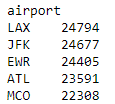 airport
LAX    24794
JFK    24677
EWR    24405
ATL    23591
MCO    22308